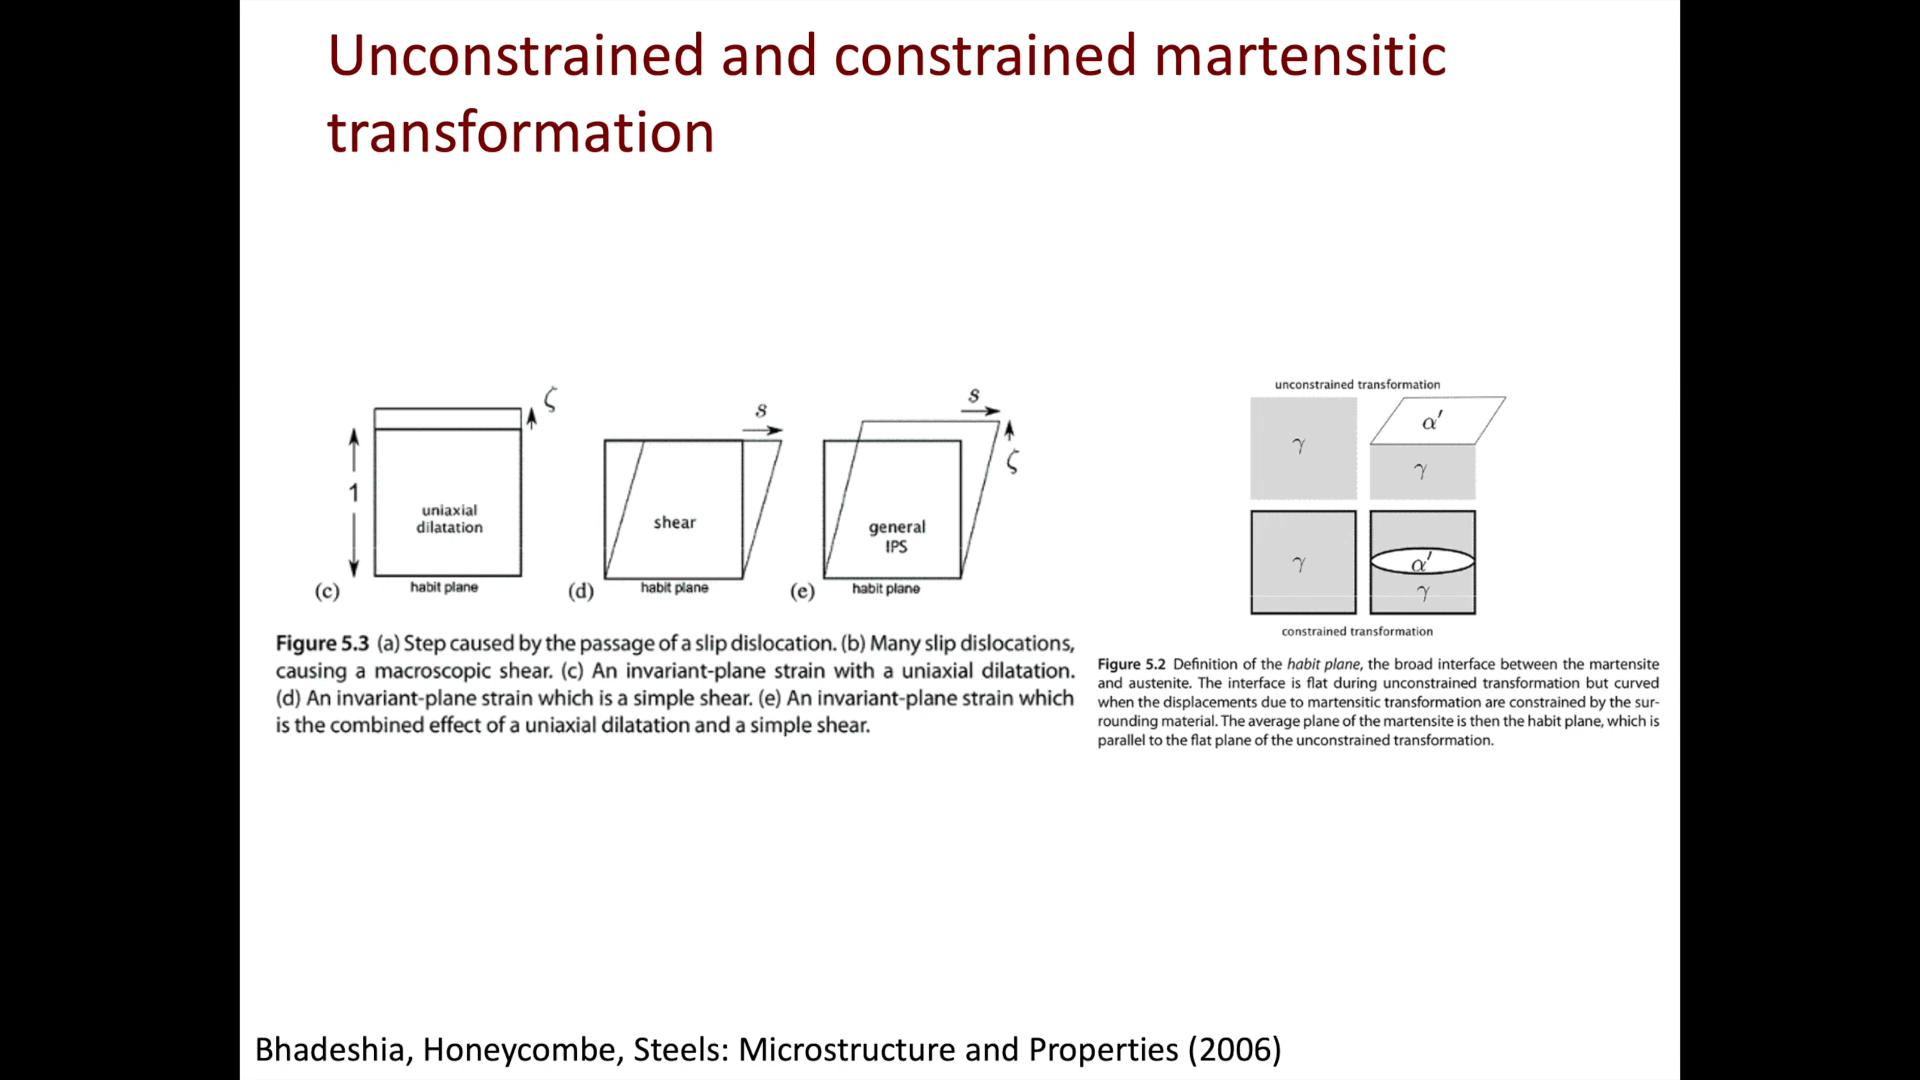 Unconstrained and constrained martensitic
transformation
ζ
1
uniaxial
dilatation
(c)
habit plane
s
shear
(d)
habit plane
s
ζ
general
IPS
(e)
habit plane
Figure 5.3 (a) Step caused by the passage of a slip dislocation. (b) Many slip dislocations,
causing a macroscopic shear. (c) An invariant-plane strain with a uniaxial dilatation.
(d) An invariant-plane strain which is a simple shear. (e) An invariant-plane strain which
is the combined effect of a uniaxial dilatation and a simple shear.
unconstrained transformation
γ
α′
γ
γ
α′
γ
constrained transformation
Figure 5.2 Definition of the habit plane, the broad interface between the martensite
and austenite. The interface is flat during unconstrained transformation but curved
when the displacements due to martensitic transformation are constrained by the sur-
rounding material. The average plane of the martensite is then the habit plane, which is
parallel to the flat plane of the unconstrained transformation.
Bhadeshia, Honeycombe, Steels: Microstructure and Properties (2006)